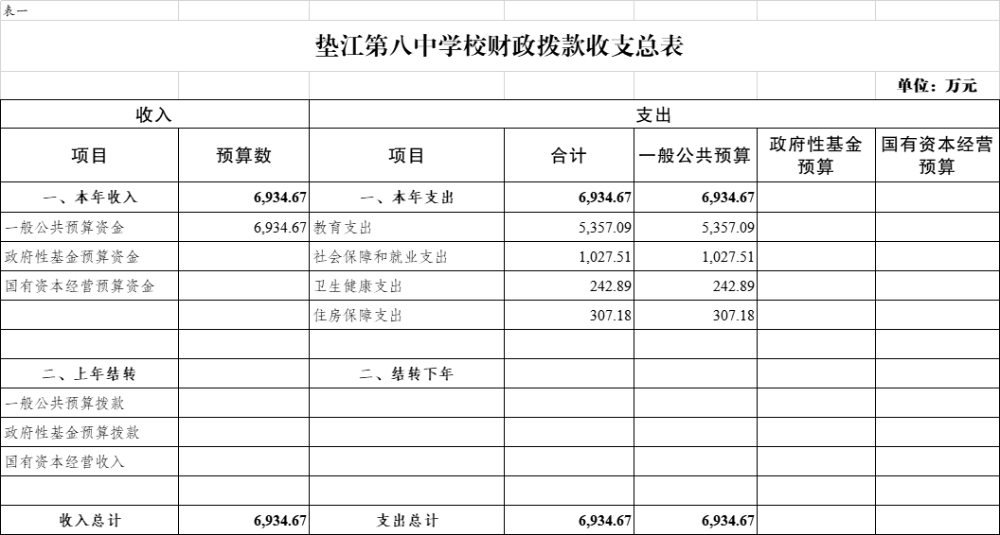 表一
垫江第八中学校财政拨款收支总表
单位：万元
收入 支出
项目 预算数 项目 合计 一般公共预算 政府性基金 国有资本经营
预算 预算
一、本年收入 6,934.67 一、本年支出 6,934.67 6,934.67
一般公共预算资金 6,934.67 教育支出 5,357.09 5,357.09
政府性基金预算资金 社会保障和就业支出 1,027.51 1,027.51
国有资本经营预算资金 卫生健康支出 242.89 242.89
住房保障支出 307.18 307.18
二、上年结转 二、结转下年
一般公共预算拨款
政府性基金预算拨款
国有资本经营收入
收入总计 6,934.67 支出总计 6,934.67 6,934.67